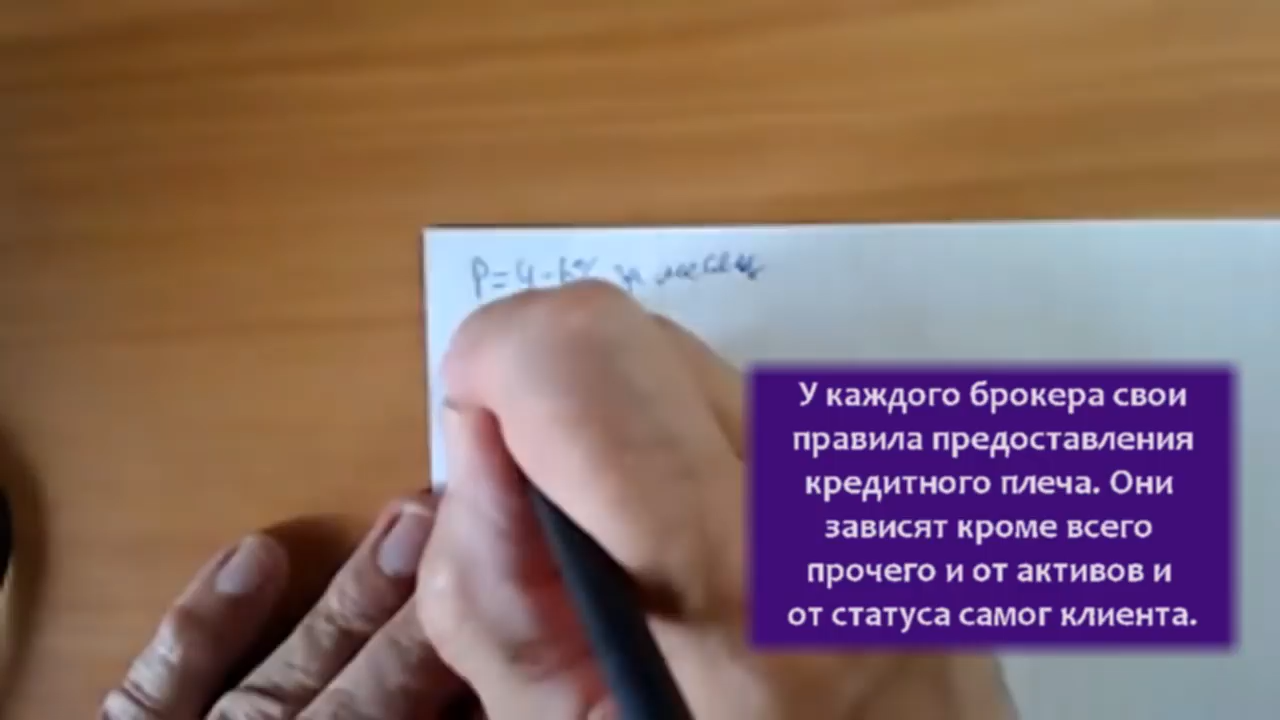 P=4-6% за месяц
У каждого брокера свои
правила предоставления
кредитного плеча. Они
зависят кроме всего
прочего и от активов и
от статуса самог клиента.